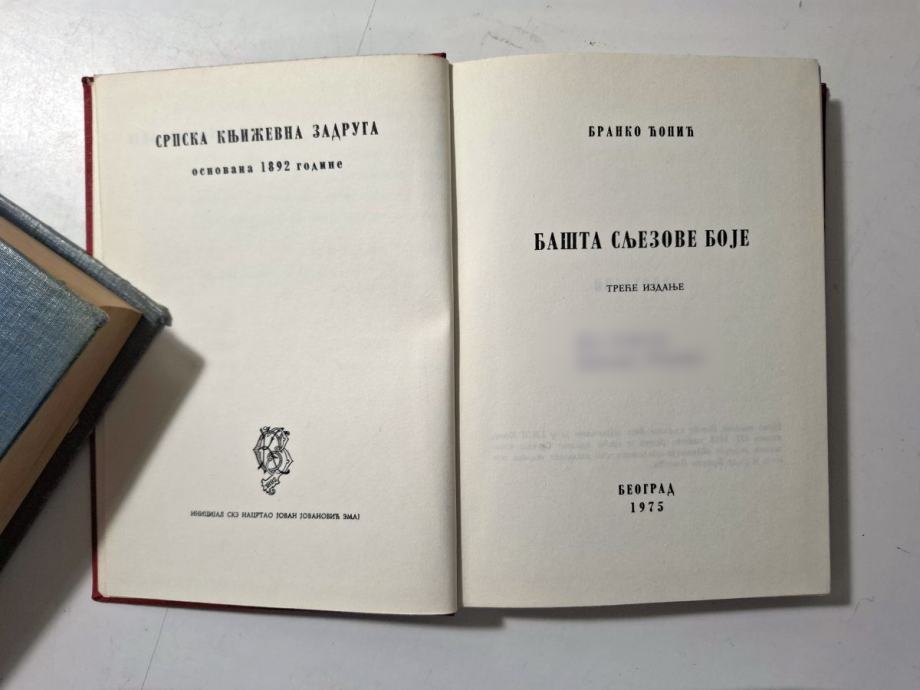 СРПСКА КЊИЖЕВНА ЗАДРУГА
основана 1892 године
ИНИЦИЈАЛ СКЗ НАЦРТАО ЈОВАН ЈОВАНОВИЋ ЗМАЈ
БРАНКО ЋОПИЋ
БАШТА СЉЕЗОВЕ БОЈЕ
ТРЕЋЕ ИЗДАЊЕ
БЕОГРАД
1975